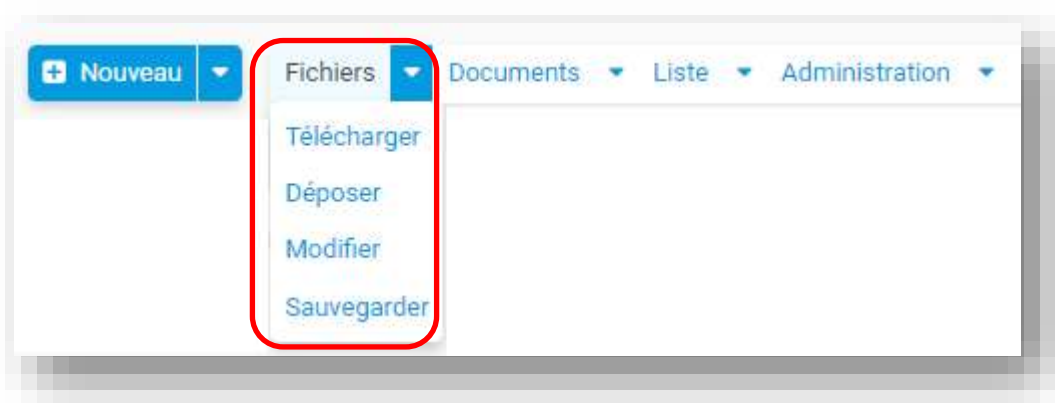 Nouveau Fichiers Documents Liste Administration
Télécharger
Déposer
Modifier
Sauvegarder